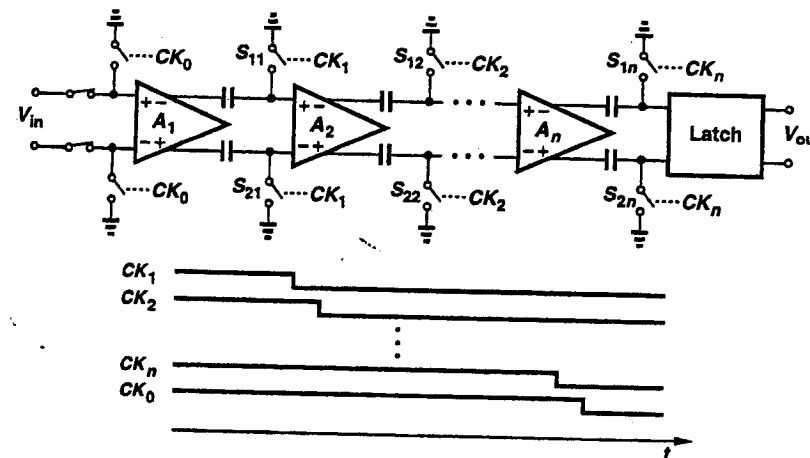 CK0 S11 CK1 S12 CK2 S1n CKn
Vin + − A1 − + + − A2 − + + − An − + Latch Vou
CK0 S21 CK1 S22 CK2 S2n CKn
CK1
CK2
CKn
CK0
t